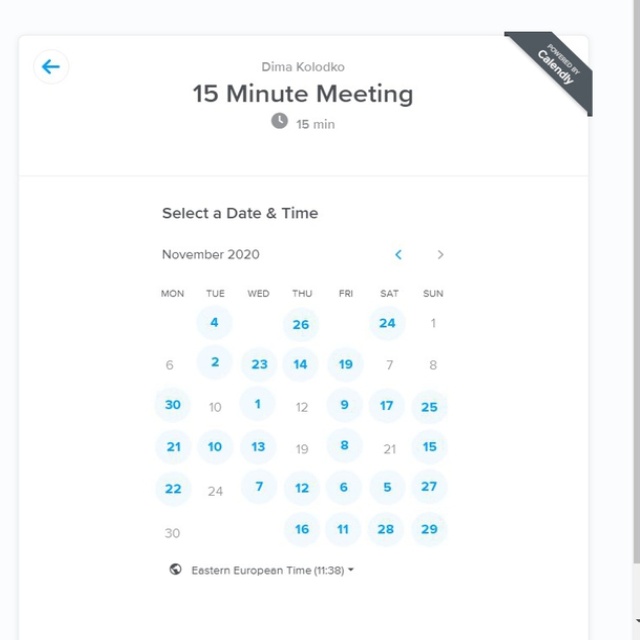 POWERED BY
Calendly
Dima Kolodko
15 Minute Meeting
15 min
Select a Date & Time
November 2020 < >
MON TUE WED THU FRI SAT SUN
4 26 24 1
6 2 23 14 19 7 8
30 10 1 12 9 17 25
21 10 13 19 8 21 15
22 24 7 12 6 5 27
30 16 11 28 29
Eastern European Time (11:38)